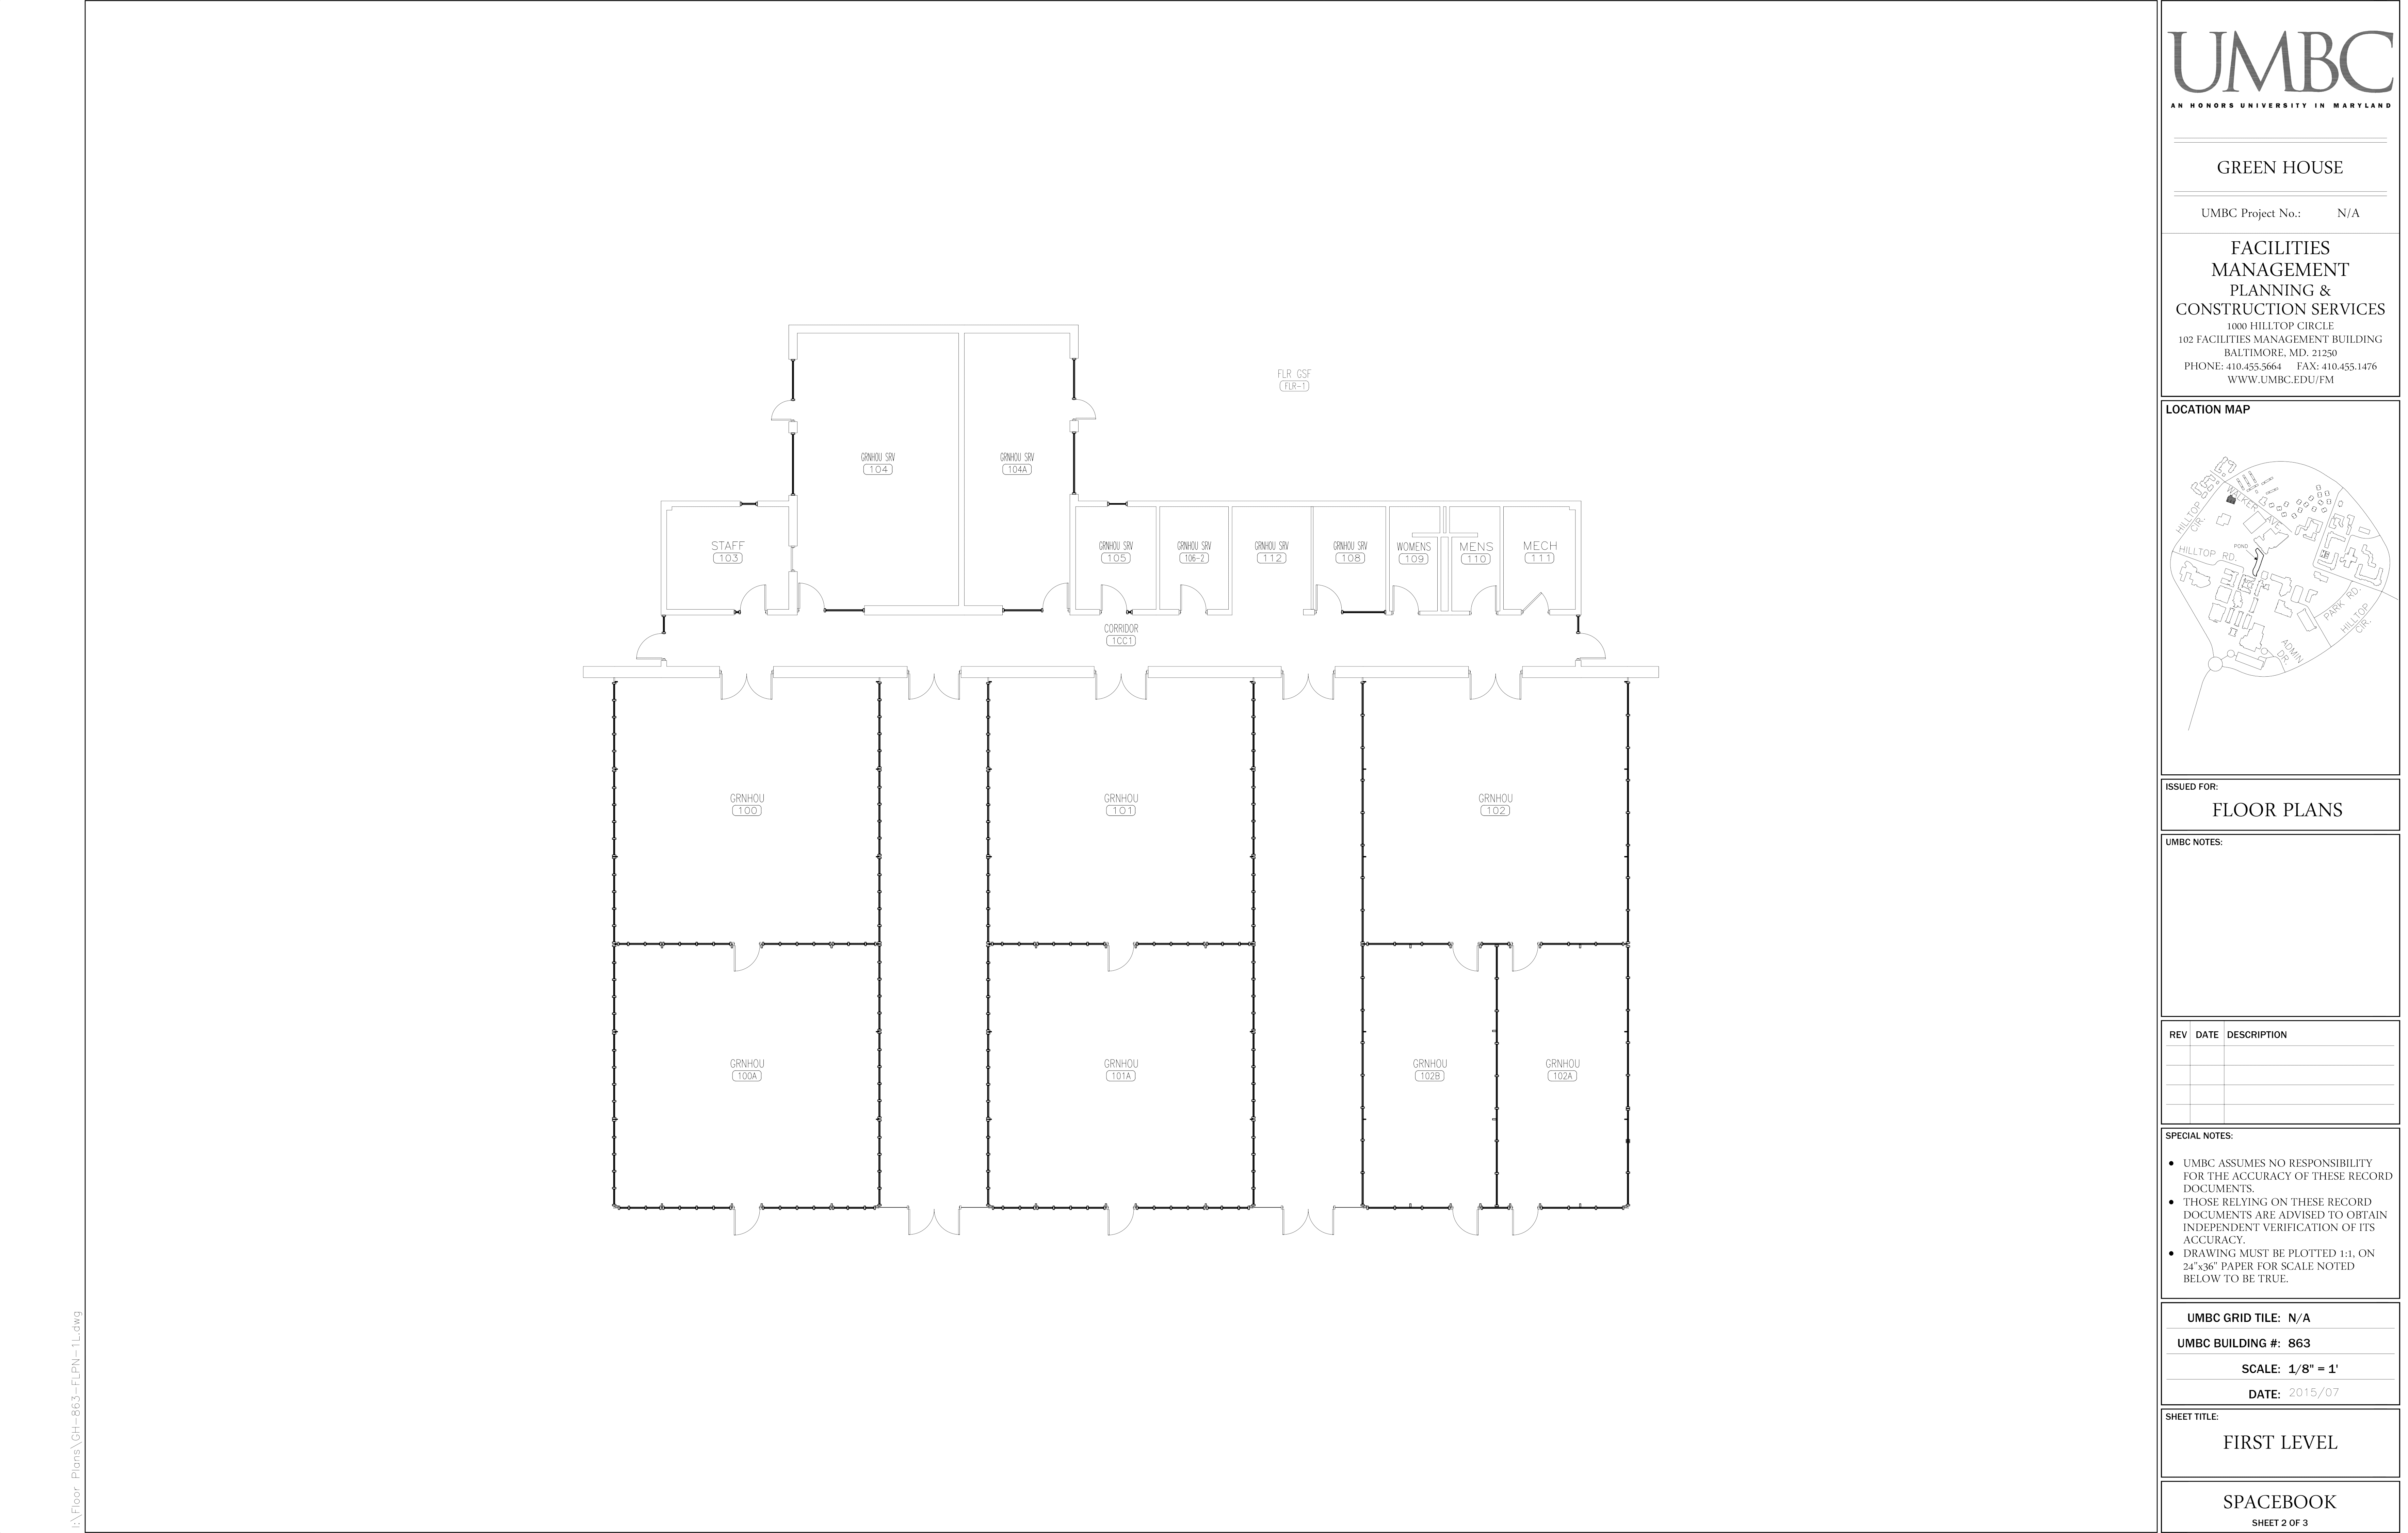 FLR GSF
FLR-1
GRNHOU SRV
104
GRNHOU SRV
104A
STAFF
103
GRNHOU SRV
105
GRNHOU SRV
106-2
GRNHOU SRV
112
GRNHOU SRV
108
WOMENS
109
MENS
110
MECH
111
CORRIDOR
1CC1
GRNHOU
100
GRNHOU
101
GRNHOU
102
GRNHOU
100A
GRNHOU
101A
GRNHOU
102B
GRNHOU
102A
I:\Floor Plans\GH-863-FLPN-1L.dwg
UMBC
AN HONORS UNIVERSITY IN MARYLAND
GREEN HOUSE
UMBC Project No.: N/A
FACILITIES
MANAGEMENT
PLANNING &
CONSTRUCTION SERVICES
1000 HILLTOP CIRCLE
102 FACILITIES MANAGEMENT BUILDING
BALTIMORE, MD. 21250
PHONE: 410.455.5664 FAX: 410.455.1476
WWW.UMBC.EDU/FM
LOCATION MAP
WALKER AVE.
HILLTOP
CIR.
POND
HILLTOP RD.
PARK RD.
HILLTOP
CIR.
ADMIN
DR.
ISSUED FOR:
FLOOR PLANS
UMBC NOTES:
REV DATE DESCRIPTION
SPECIAL NOTES:
● UMBC ASSUMES NO RESPONSIBILITY
FOR THE ACCURACY OF THESE RECORD
DOCUMENTS.
● THOSE RELYING ON THESE RECORD
DOCUMENTS ARE ADVISED TO OBTAIN
INDEPENDENT VERIFICATION OF ITS
ACCURACY.
● DRAWING MUST BE PLOTTED 1:1, ON
24"x36" PAPER FOR SCALE NOTED
BELOW TO BE TRUE.
UMBC GRID TILE: N/A
UMBC BUILDING #: 863
SCALE: 1/8" = 1'
DATE: 2015/07
SHEET TITLE:
FIRST LEVEL
SPACEBOOK
SHEET 2 OF 3